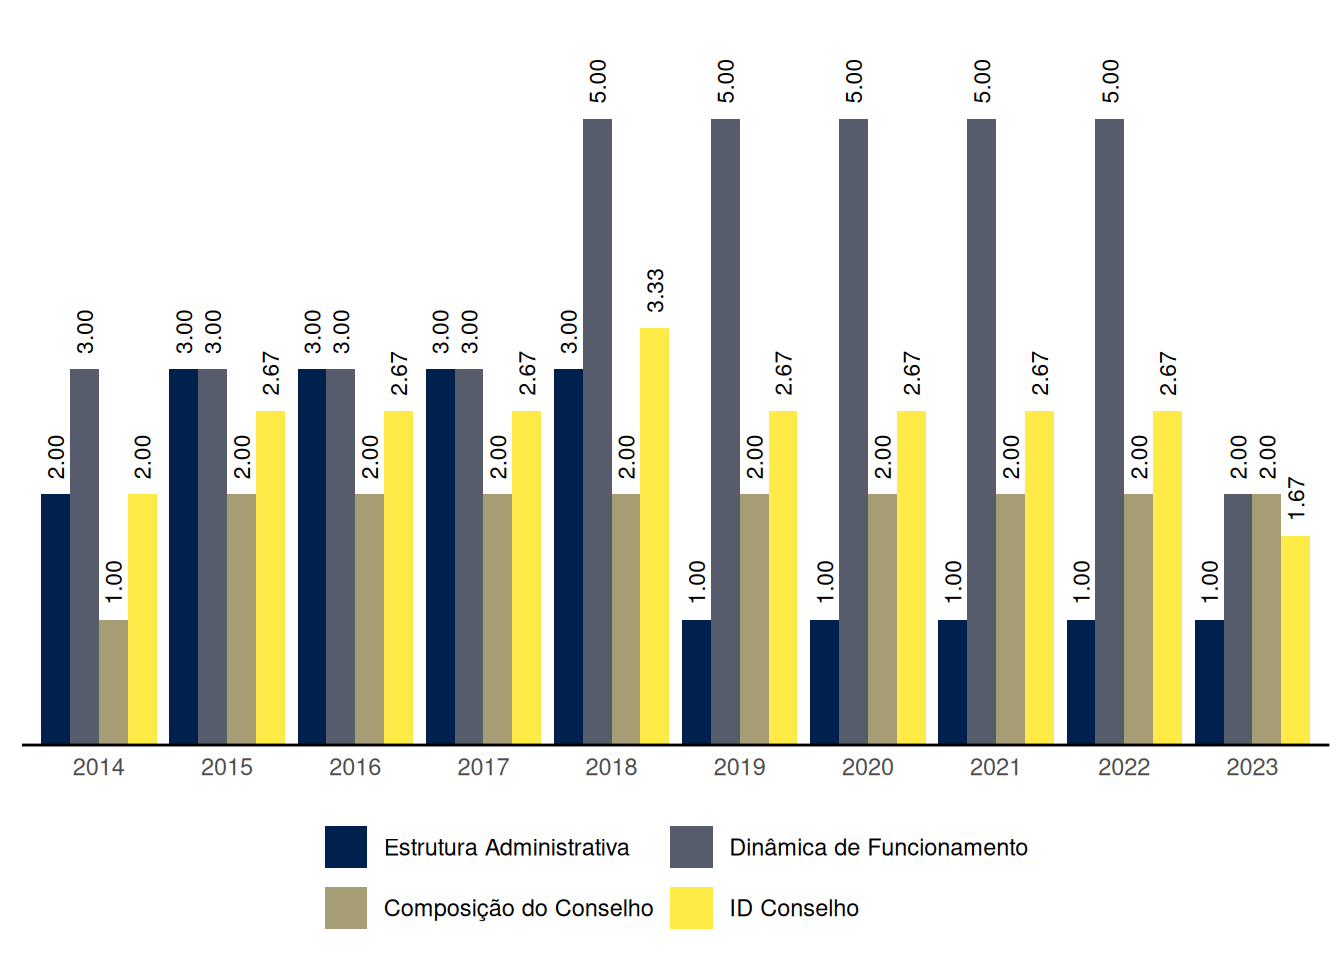 5.00 5.00 5.00 5.00 5.00
3.33
3.00 3.00 3.00 3.00 3.00 3.00 3.00 3.00
2.67 2.67 2.67 2.67 2.67 2.67 2.67
2.00 2.00 2.00 2.00 2.00 2.00 2.00 2.00 2.00 2.00 2.00 2.00
1.67
1.00 1.00 1.00 1.00 1.00 1.00
2014 2015 2016 2017 2018 2019 2020 2021 2022 2023
Estrutura Administrativa Dinâmica de Funcionamento
Composição do Conselho ID Conselho